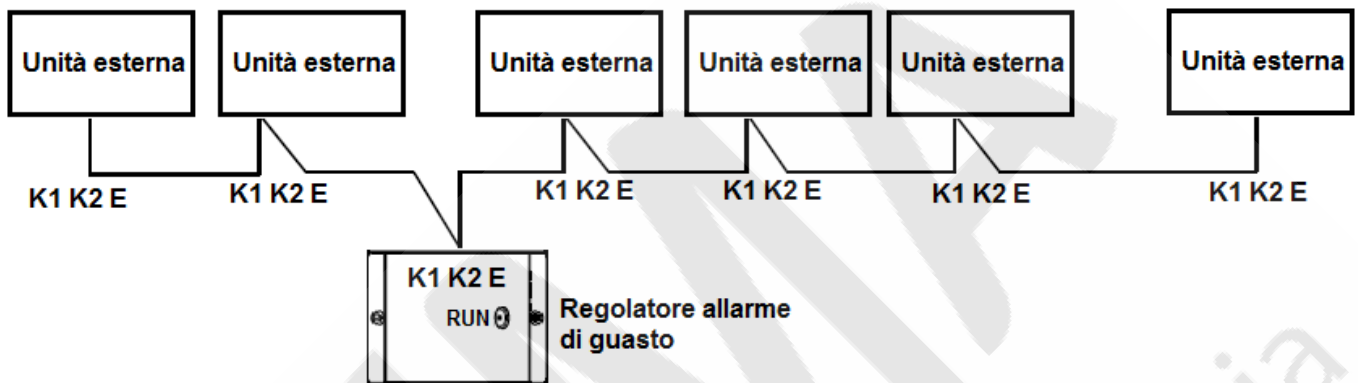 Unità esterna
Unità esterna
Unità esterna
Unità esterna
Unità esterna
Unità esterna
K1 K2 E
K1 K2 E
K1 K2 E
K1 K2 E
K1 K2 E
K1 K2 E
K1 K2 E
RUN
Regolatore allarme
di guasto